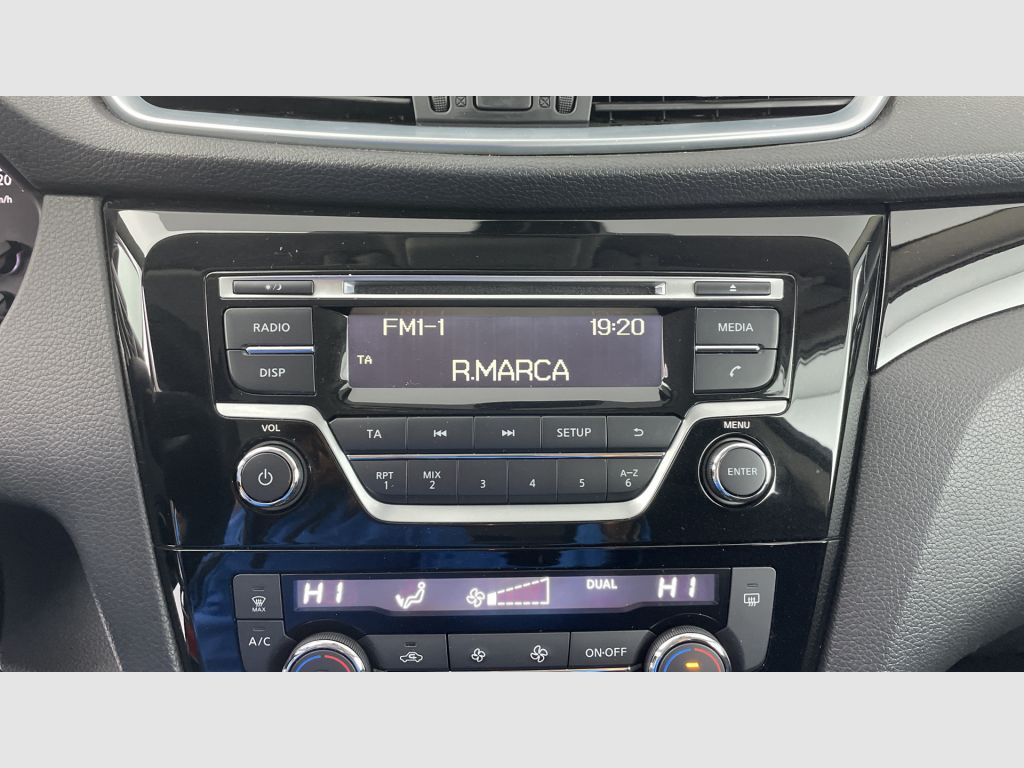 20
m/h
RADIO
FM1-1
19:20
MEDIA
DISP
TA
R.MARCA
VOL
TA
SETUP
MENU
RPT
1
MIX
2
3
4
5
A-Z
6
ENTER
HI
DUAL
HI
MAX
A/C
ON·OFF